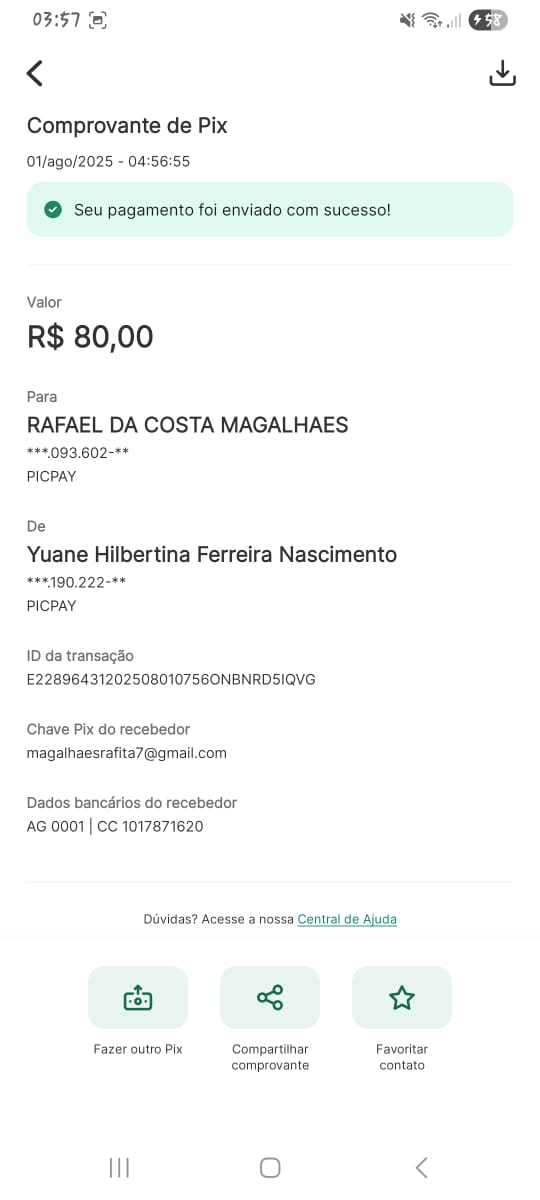 03:57
58
Comprovante de Pix
01/ago/2025 - 04:56:55
Seu pagamento foi enviado com sucesso!
Valor
R$ 80,00
Para
RAFAEL DA COSTA MAGALHAES
***.093.602-**
PICPAY
De
Yuane Hilbertina Ferreira Nascimento
***.190.222-**
PICPAY
ID da transação
E22896431202508010756ONBNRD5IQVG
Chave Pix do recebedor
magalhaesrafita7@gmail.com
Dados bancários do recebedor
AG 0001 | CC 1017871620
Dúvidas? Acesse a nossa Central de Ajuda
Fazer outro Pix
Compartilhar
comprovante
Favoritar
contato